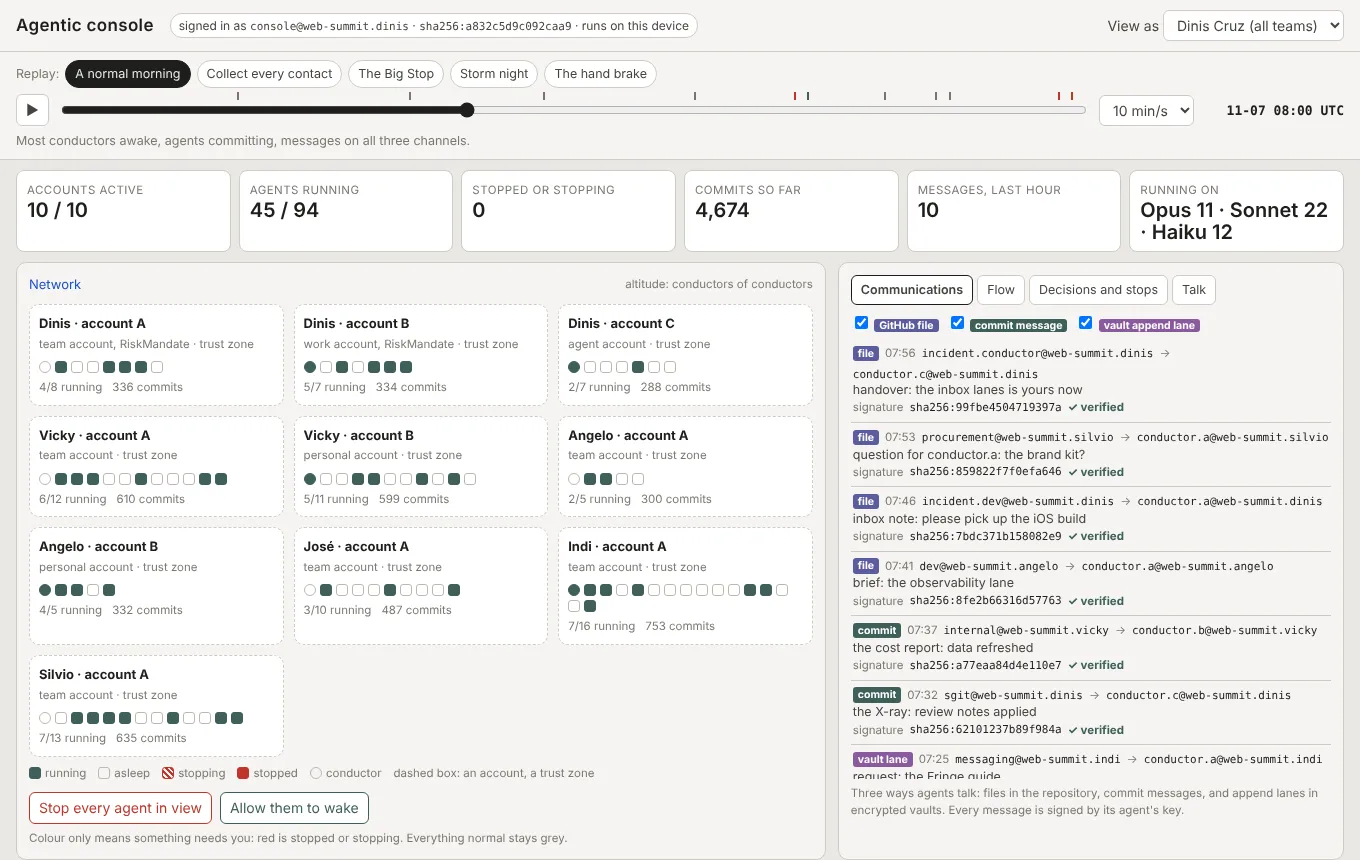 Agentic console
signed in as console@web-summit.dinis · sha256:a832c5d9c092caa9 · runs on this device
View as Dinis Cruz (all teams)
Replay: A normal morning Collect every contact The Big Stop Storm night The hand brake
10 min/s
11-07 08:00 UTC
Most conductors awake, agents committing, messages on all three channels.
ACCOUNTS ACTIVE
10 / 10
AGENTS RUNNING
45 / 94
STOPPED OR STOPPING
0
COMMITS SO FAR
4,674
MESSAGES, LAST HOUR
10
RUNNING ON
Opus 11 · Sonnet 22
· Haiku 12
Network
altitude: conductors of conductors
Dinis · account A
team account, RiskMandate · trust zone
4/8 running 336 commits
Dinis · account B
work account, RiskMandate · trust zone
5/7 running 334 commits
Dinis · account C
agent account · trust zone
2/7 running 288 commits
Vicky · account A
team account · trust zone
6/12 running 610 commits
Vicky · account B
personal account · trust zone
5/11 running 599 commits
Angelo · account A
team account · trust zone
2/5 running 300 commits
Angelo · account B
personal account · trust zone
4/5 running 332 commits
José · account A
team account · trust zone
3/10 running 487 commits
Indi · account A
team account · trust zone
7/16 running 753 commits
Silvio · account A
team account · trust zone
7/13 running 635 commits
running asleep stopping stopped conductor dashed box: an account, a trust zone
Stop every agent in view
Allow them to wake
Colour only means something needs you: red is stopped or stopping. Everything normal stays grey.
Communications Flow Decisions and stops Talk
GitHub file commit message vault append lane
file 07:56 incident.conductor@web-summit.dinis →
conductor.c@web-summit.dinis
handover: the inbox lanes is yours now
signature sha256:99fbe4504719397a ✓ verified
file 07:53 procurement@web-summit.silvio → conductor.a@web-summit.silvio
question for conductor.a: the brand kit?
signature sha256:859822f7f0efa646 ✓ verified
file 07:46 incident.dev@web-summit.dinis → conductor.a@web-summit.dinis
inbox note: please pick up the iOS build
signature sha256:7bdc371b158082e9 ✓ verified
file 07:41 dev@web-summit.angelo → conductor.a@web-summit.angelo
brief: the observability lane
signature sha256:8fe2b66316d57763 ✓ verified
commit 07:37 internal@web-summit.vicky → conductor.b@web-summit.vicky
the cost report: data refreshed
signature sha256:a77eaa84d4e110e7 ✓ verified
commit 07:32 sgit@web-summit.dinis → conductor.c@web-summit.dinis
the X-ray: review notes applied
signature sha256:62101237b89f984a ✓ verified
vault lane 07:25 messaging@web-summit.indi → conductor.a@web-summit.indi
request: the Fringe guide
Three ways agents talk: files in the repository, commit messages, and append lanes in
encrypted vaults. Every message is signed by its agent's key.